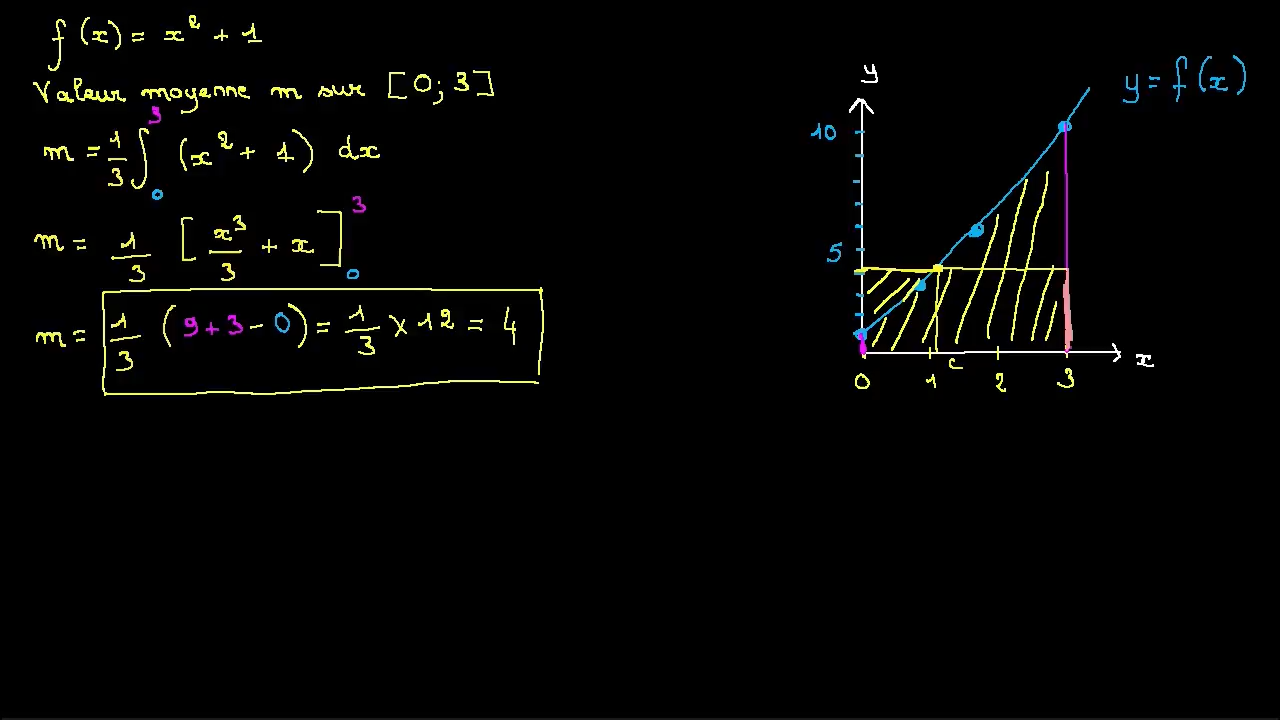 f(x) = x² + 1
Valeur moyenne m sur [0; 3]
m = 1/3 ∫₀³ (x² + 1) dx
m = 1/3 [x³/3 + x]₀³
m = 1/3 (9 + 3 - 0) = 1/3 × 12 = 4
y
y = f(x)
10
5
x
0 1 c 2 3